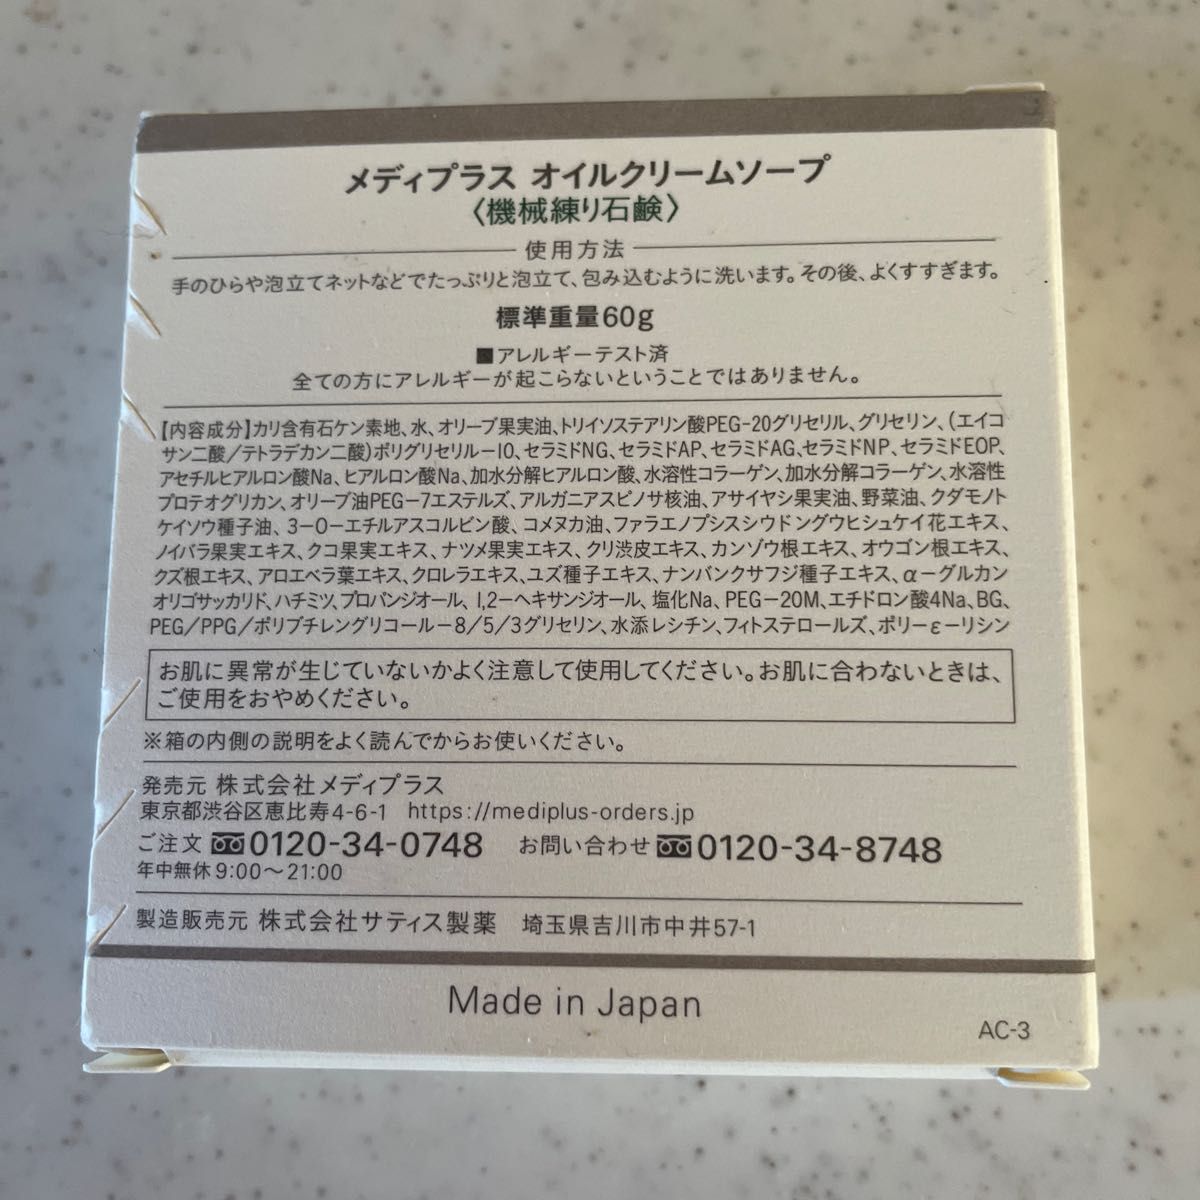 メディプラス オイルクリームソープ
〈機械練り石鹸〉
使用方法
手のひらや泡立てネットなどでたっぷりと泡立て、包み込むように洗います。その後、よくすすぎます。
標準重量60g
■アレルギーテスト済
全ての方にアレルギーが起こらないということではありません。
【内容成分】カリ含有石ケン素地、水、オリーブ果実油、トリイソステアリン酸PEG-20グリセリル、グリセリン、(エイコ
サン二酸/テトラデカン二酸)ポリグリセリル-10、セラミドNG、セラミドAP、セラミドAG、セラミドNP、セラミドEOP、
アセチルヒアルロン酸Na、ヒアルロン酸Na、加水分解ヒアルロン酸、水溶性コラーゲン、加水分解コラーゲン、水溶性
プロテオグリカン、オリーブ油PEG-7エステルズ、アルガニアスピノサ核油、アサイヤシ果実油、野菜油、クダモノト
ケイソウ種子油、3-O-エチルアスコルビン酸、コメヌカ油、ファラエノプシスシウドングウヒシュケイ花エキス、
ノイバラ果実エキス、クコ果実エキス、ナツメ果実エキス、クリ渋皮エキス、カンゾウ根エキス、オウゴン根エキス、
クズ根エキス、アロエベラ葉エキス、クロレラエキス、ユズ種子エキス、ナンバンクサフジ種子エキス、α-グルカン
オリゴサッカリド、ハチミツ、プロパンジオール、1,2-ヘキサンジオール、塩化Na、PEG-20M、エチドロン酸4Na、BG、
PEG/PPG/ポリブチレングリコール-8/5/3グリセリン、水添レシチン、フィトステロールズ、ポリ-ε-リシン
お肌に異常が生じていないかよく注意して使用してください。お肌に合わないときは、
ご使用をおやめください。
※箱の内側の説明をよく読んでからお使いください。
発売元 株式会社メディプラス
東京都渋谷区恵比寿4-6-1 https://mediplus-orders.jp
ご注文 0120-34-0748 お問い合わせ 0120-34-8748
年中無休 9:00～21:00
製造販売元 株式会社サティス製薬 埼玉県吉川市中井57-1
Made in Japan
AC-3